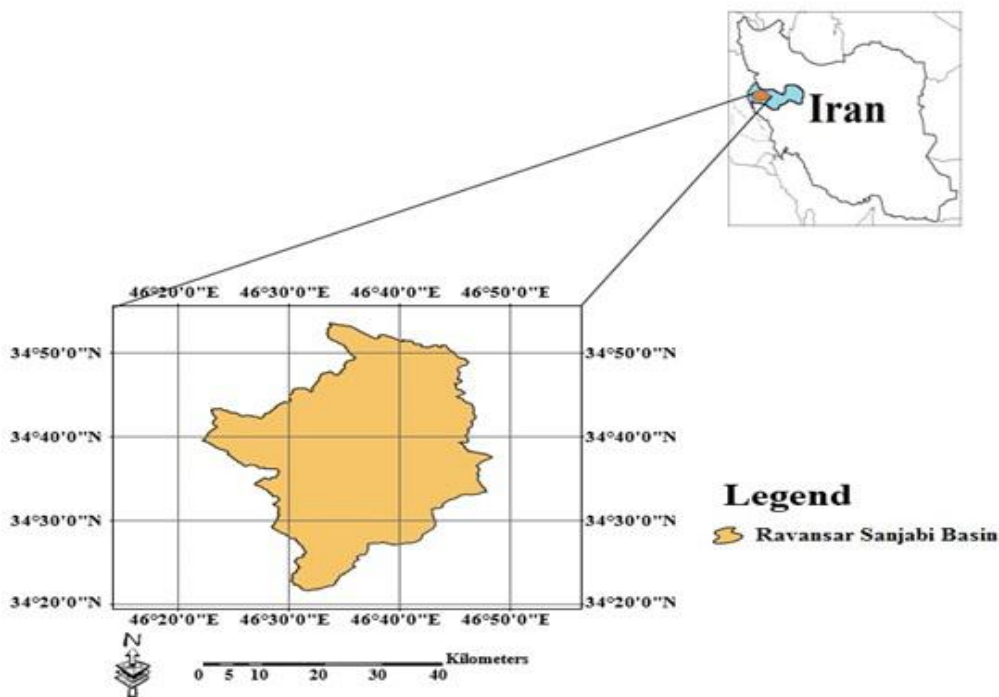 Iran
46°20'0"E 46°30'0"E 46°40'0"E 46°50'0"E
34°50'0"N 34°50'0"N
34°40'0"N 34°40'0"N
34°30'0"N 34°30'0"N
34°20'0"N 34°20'0"N
46°20'0"E 46°30'0"E 46°40'0"E 46°50'0"E
Legend
Ravansar Sanjabi Basin
N
Kilometers
0 5 10 20 30 40